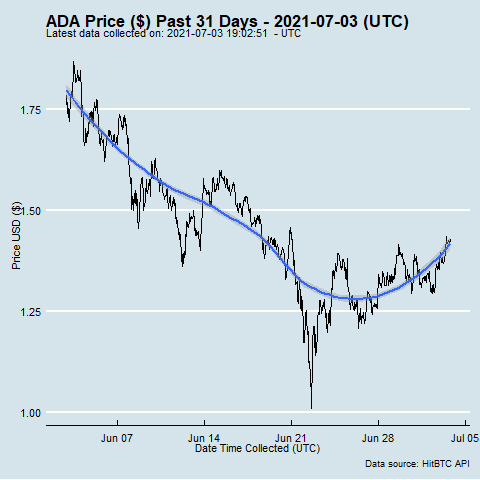 ADA Price ($) Past 31 Days - 2021-07-03 (UTC)
Latest data collected on: 2021-07-03 19:02:51  - UTC
Price USD ($)
1.75
1.50
1.25
1.00
Jun 07
Jun 14
Jun 21
Jun 28
Jul 05
Date Time Collected (UTC)
Data source: HitBTC API